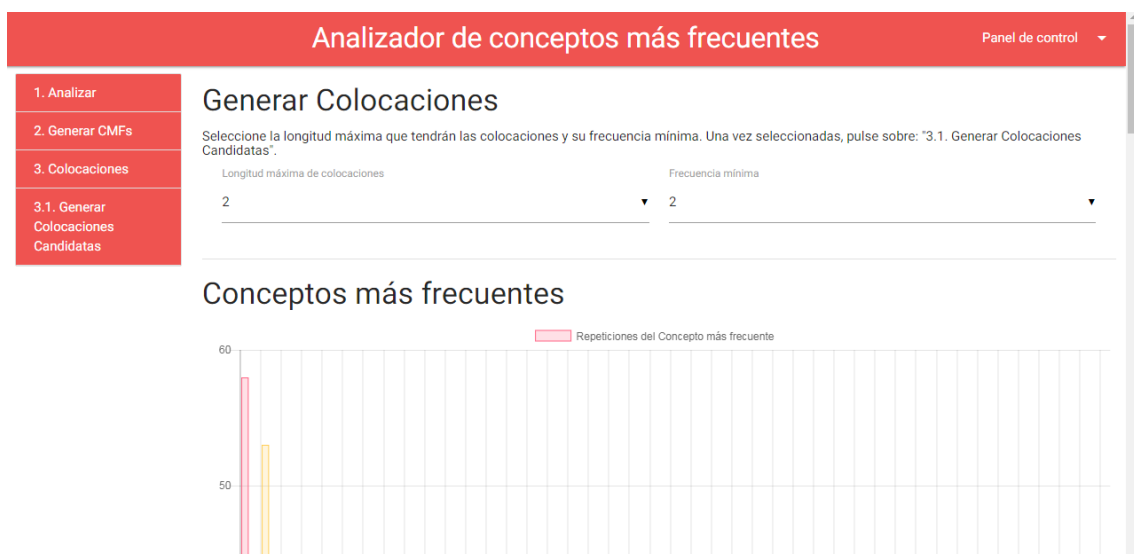 Analizador de conceptos más frecuentes
Panel de control
1. Analizar
2. Generar CMFs
3. Colocaciones
3.1. Generar
Colocaciones
Candidatas
Generar Colocaciones
Seleccione la longitud máxima que tendrán las colocaciones y su frecuencia mínima. Una vez seleccionadas, pulse sobre: "3.1. Generar Colocaciones
Candidatas".
Longitud máxima de colocaciones
2
Frecuencia mínima
2
Conceptos más frecuentes
Repeticiones del Concepto más frecuente
60
50